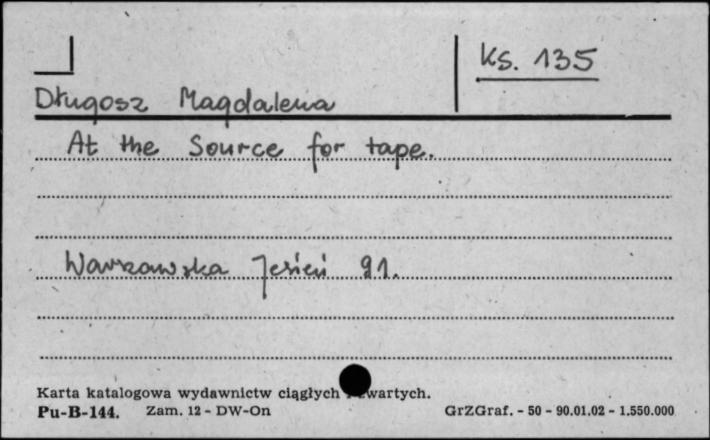 Ks. 135
Długosz Magdalena
At the Source for tape.
Warszawska Jesień 91.
Karta katalogowa wydawnictw ciągłych wartych.
Pu-B-144. Zam. 12 - DW-On GrZGraf. - 50 - 90.01.02 - 1.550.000